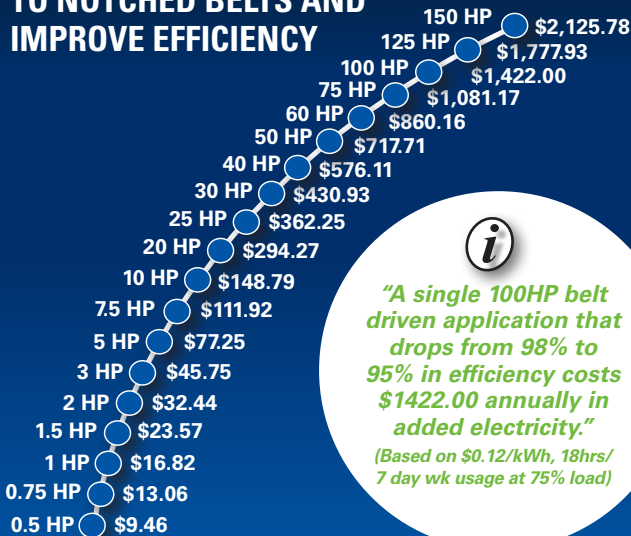 TO NOTCHED BELTS AND
IMPROVE EFFICIENCY
150 HP $2,125.78
125 HP $1,777.93
100 HP $1,422.00
75 HP $1,081.17
60 HP $860.16
50 HP $717.71
40 HP $576.11
30 HP $430.93
25 HP $362.25
20 HP $294.27
10 HP $148.79
7.5 HP $111.92
5 HP $77.25
3 HP $45.75
2 HP $32.44
1.5 HP $23.57
1 HP $16.82
0.75 HP $13.06
0.5 HP $9.46
i
"A single 100HP belt
driven application that
drops from 98% to
95% in efficiency costs
$1422.00 annually in
added electricity."
(Based on $0.12/kWh, 18hrs/
7 day wk usage at 75% load)